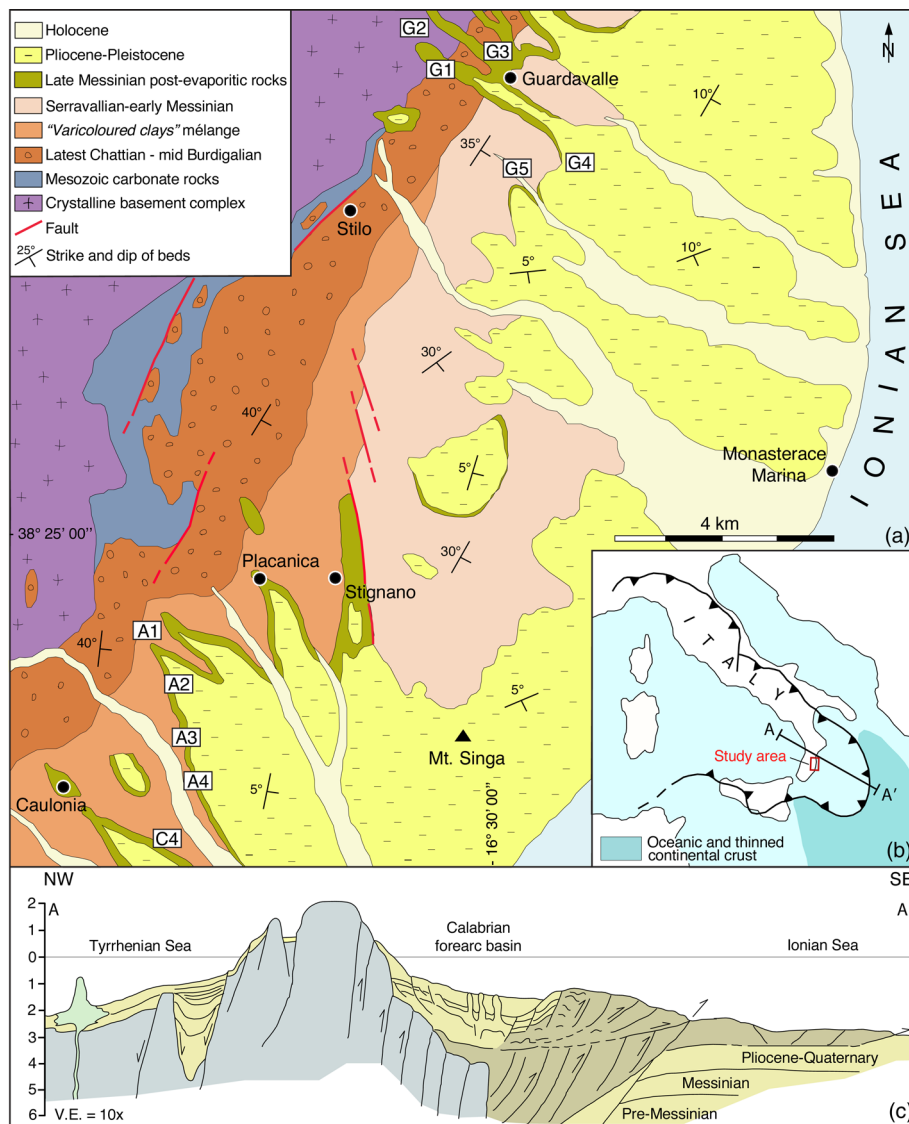 Holocene
Pliocene-Pleistocene
Late Messinian post-evaporitic rocks
Serravallian-early Messinian
"Varicoloured clays" mélange
Latest Chattian - mid Burdigalian
Mesozoic carbonate rocks
Crystalline basement complex
Fault
25° Strike and dip of beds
N
G2
G3
G1
Guardavalle
10°
35°
G5
G4
Stilo
10°
5°
30°
40°
5°
Monasterace
Marina
IONIAN SEA
4 km
(a)
38° 25' 00''
30°
Placanica
Stignano
A1
40°
A2
5°
A3
Mt. Singa
A4
5°
Caulonia
C4
16° 30' 00''
ITALY
A
Study area
A'
Oceanic and thinned
continental crust
(b)
NW
SE
2
A
A
Tyrrhenian Sea
Calabrian
forearc basin
Ionian Sea
1
0
1
2
3
4
5
6
Pliocene-Quaternary
Messinian
Pre-Messinian
V.E. = 10x
(c)